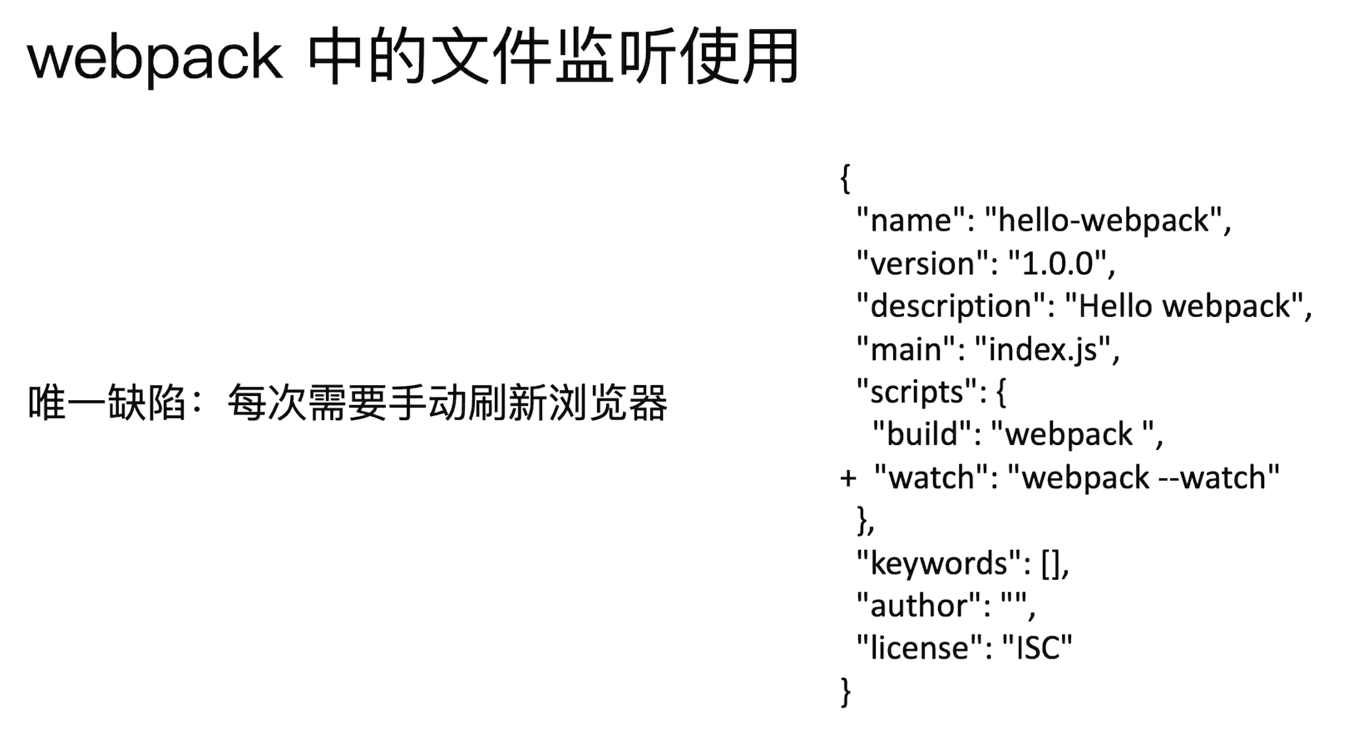 webpack 中的文件监听使用
唯一缺陷：每次需要手动刷新浏览器
{
"name": "hello-webpack",
"version": "1.0.0",
"description": "Hello webpack",
"main": "index.js",
"scripts": {
"build": "webpack ",
+ "watch": "webpack --watch"
},
"keywords": [],
"author": "",
"license": "ISC"
}